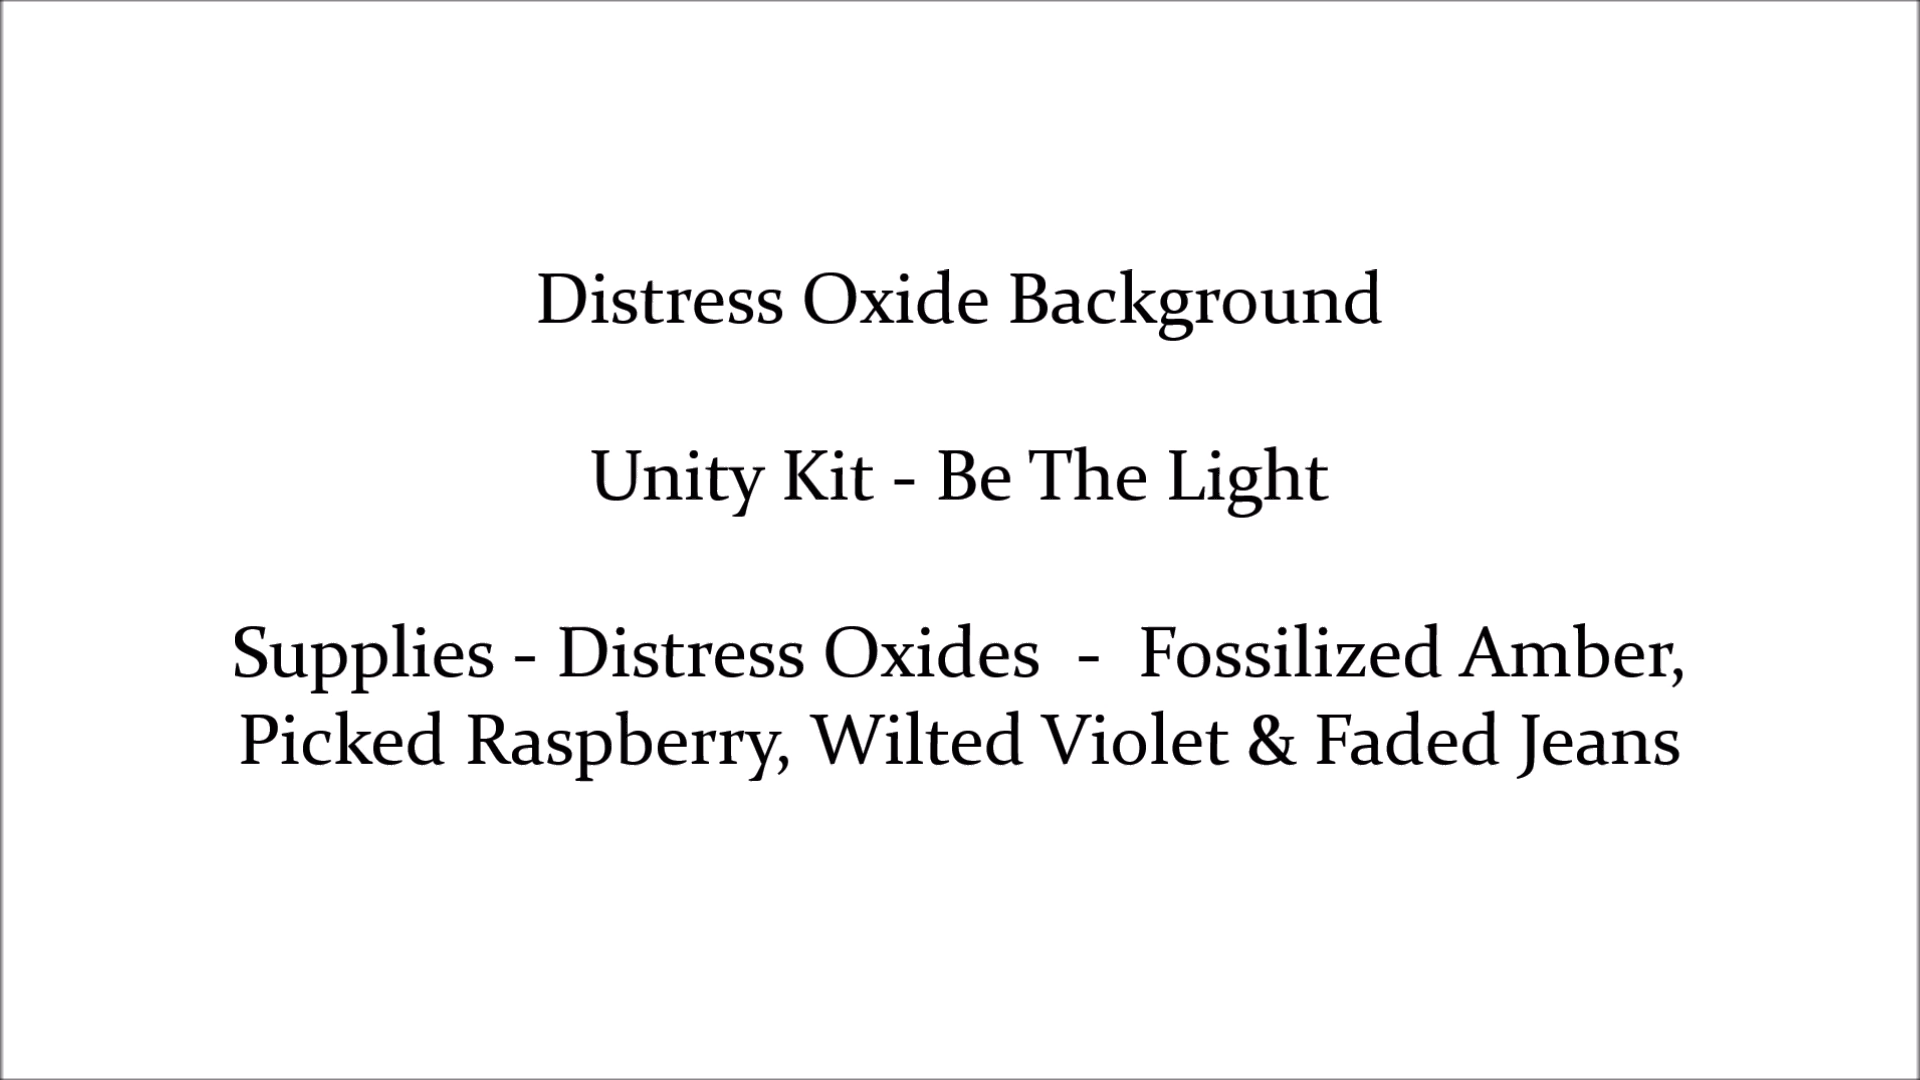 Distress Oxide Background
Unity Kit - Be The Light
Supplies - Distress Oxides  -  Fossilized Amber,
Picked Raspberry, Wilted Violet & Faded Jeans